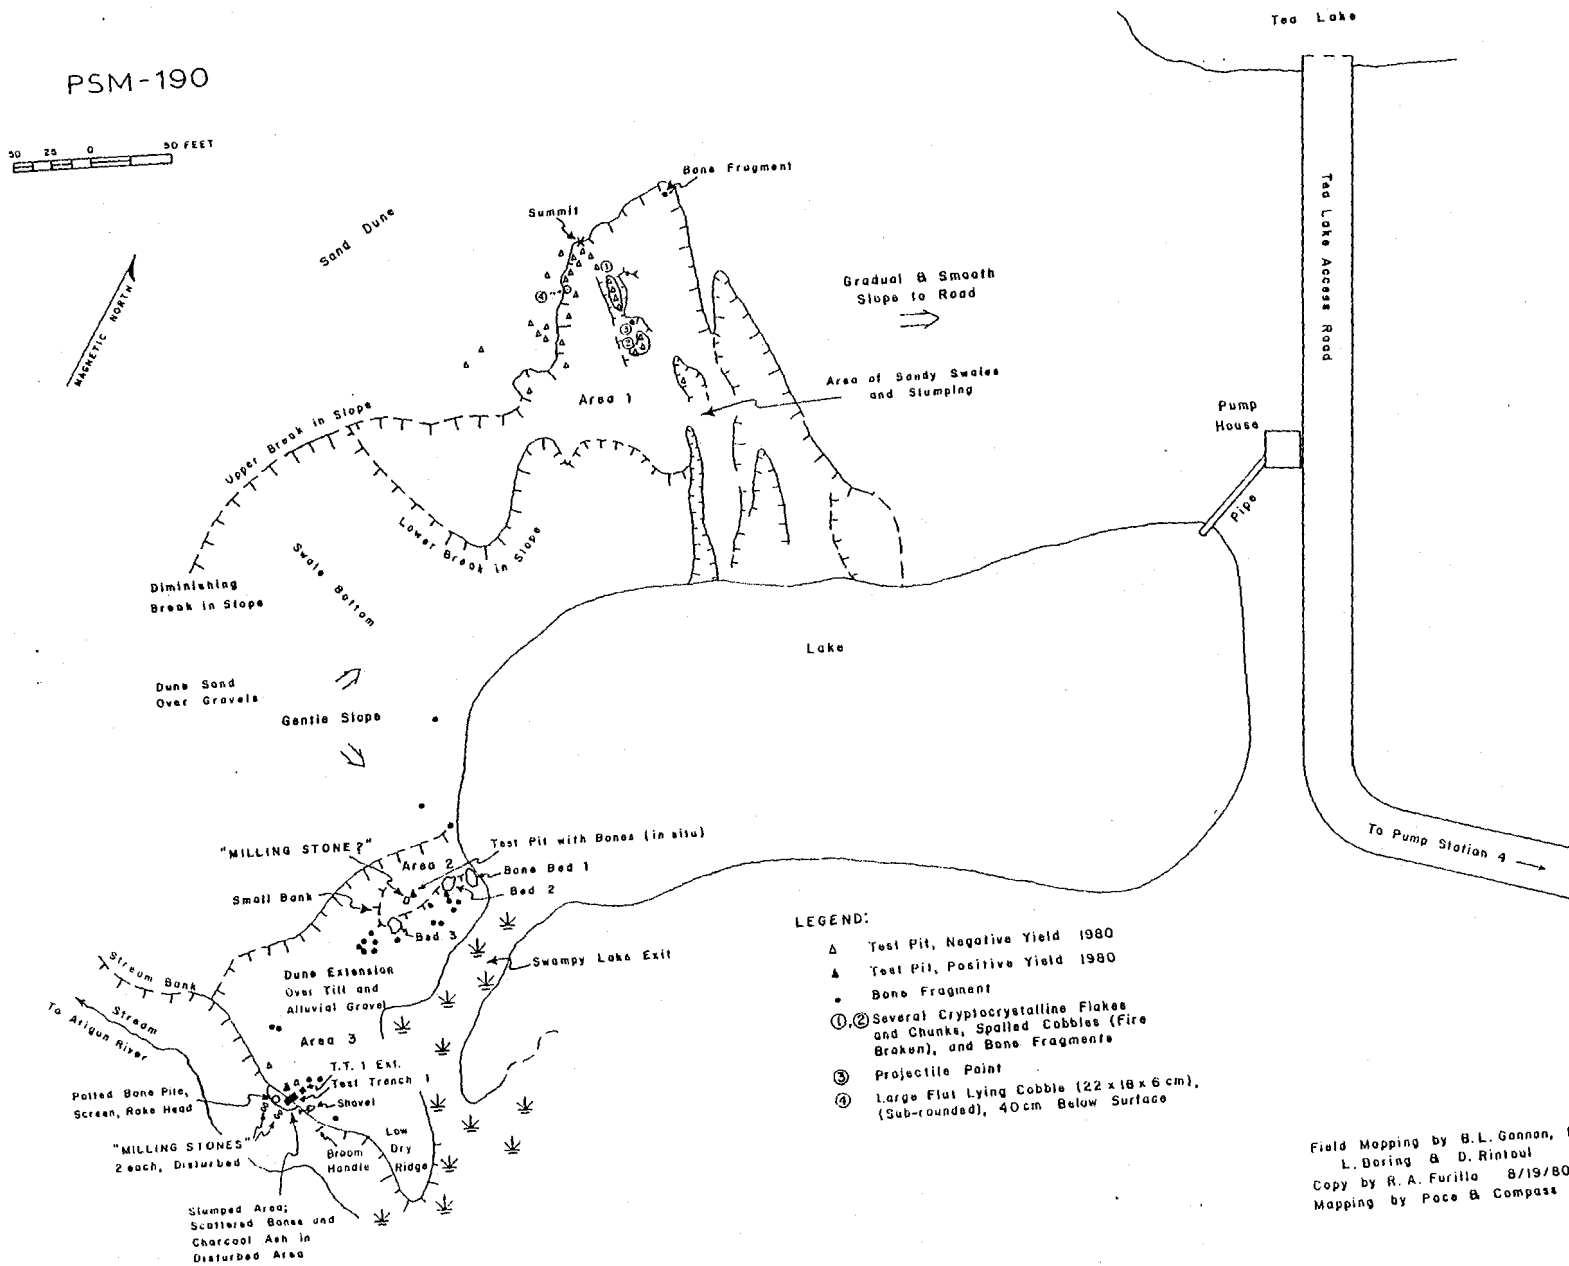 Tea Lake
PSM-190
50 25 0 50 FEET
MAGNETIC NORTH
Sand Dune
Summit
Bone Fragment
Tea Lake Access Road
Gradual & Smooth
Slope to Road
①
④
③
②
Area 1
Area of Sandy Swales
and Slumping
Pump
House
Pipe
Upper Break in Slope
Lower Break in Slope
Diminishing
Break in Slope
Swale Bottom
Lake
Dune Sand
Over Gravels
Gentle Slope
To Pump Station 4
"MILLING STONE?"
Test Pit with Bones (in situ)
Area 2
Bone Bed 1
Bed 2
Small Bank
Bed 3
Swampy Lake Exit
Dune Extension
Over Till and
Alluvial Gravel
Stream Bank
Stream
To Atigun River
Area 3
T.T. 1 Ext.
Test Trench 1
Shovel
Potted Bone Pile,
Screen, Rake Head
"MILLING STONES"
2 each, Disturbed
Broom
Handle
Low
Dry
Ridge
Slumped Area;
Scattered Bones and
Charcoal Ash in
Disturbed Area
LEGEND:
Test Pit, Negative Yield 1980
Test Pit, Positive Yield 1980
Bone Fragment
①,② Several Cryptocrystalline Flakes
and Chunks, Spalled Cobbles (Fire
Broken), and Bone Fragments
③ Projectile Point
④ Large Flat Lying Cobble (22 x 18 x 6 cm),
(Sub-rounded), 40 cm Below Surface
Field Mapping by B.L. Gannon,
L. Boring & D. Rintoul
Copy by R.A. Furilla 8/19/80
Mapping by Pace & Compass